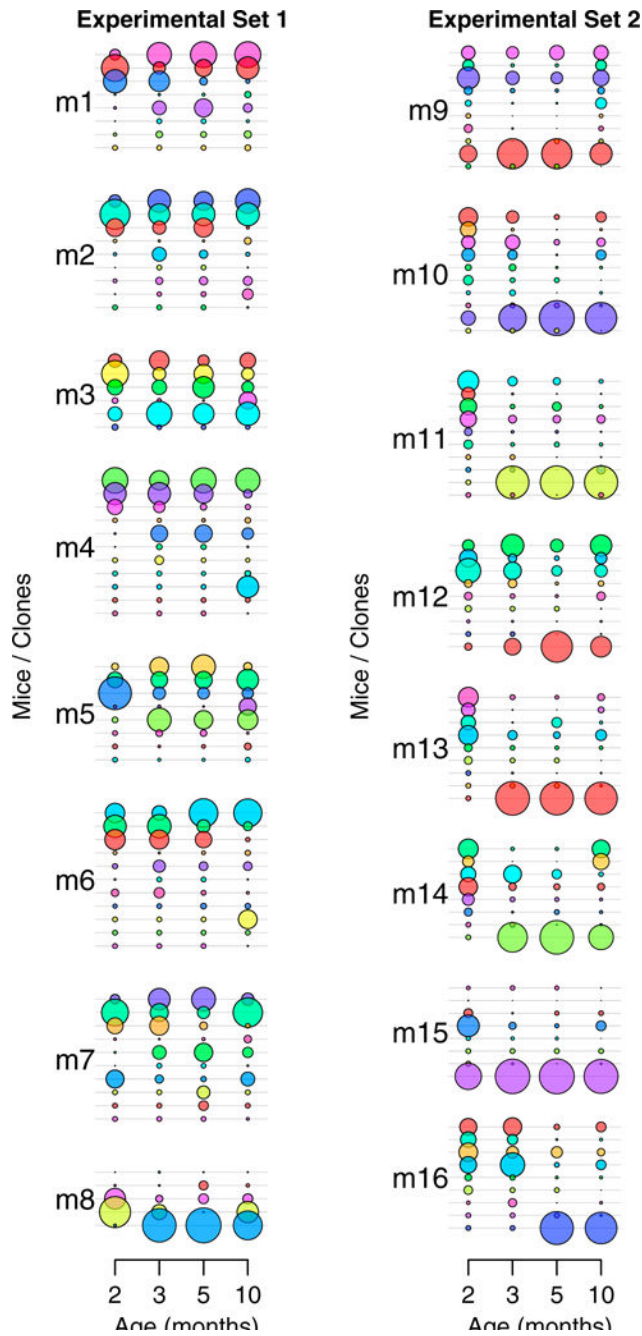 Experimental Set 1
Experimental Set 2
Mice / Clones
m1
m2
m3
m4
m5
m6
m7
m8
2 3 5 10
Age (months)
Mice / Clones
m9
m10
m11
m12
m13
m14
m15
m16
2 3 5 10
Age (months)